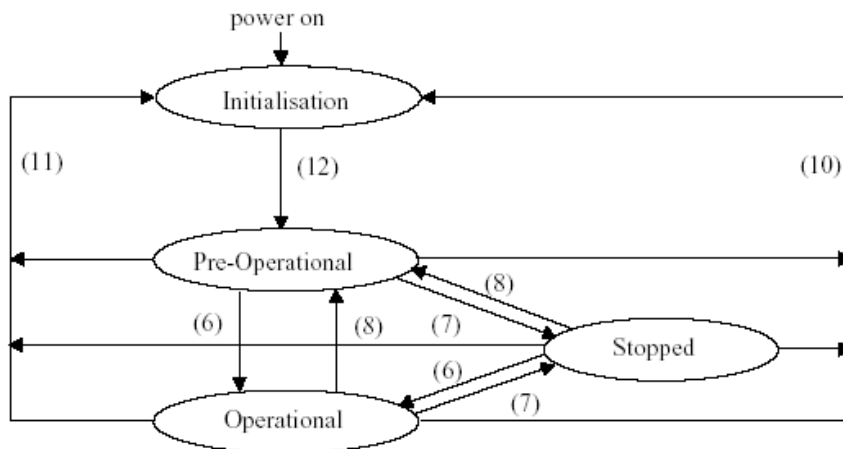 power on
Initialisation
(11)
(12)
(10)
Pre-Operational
(8)
(6)
(8)
(7)
Stopped
(6)
(7)
Operational